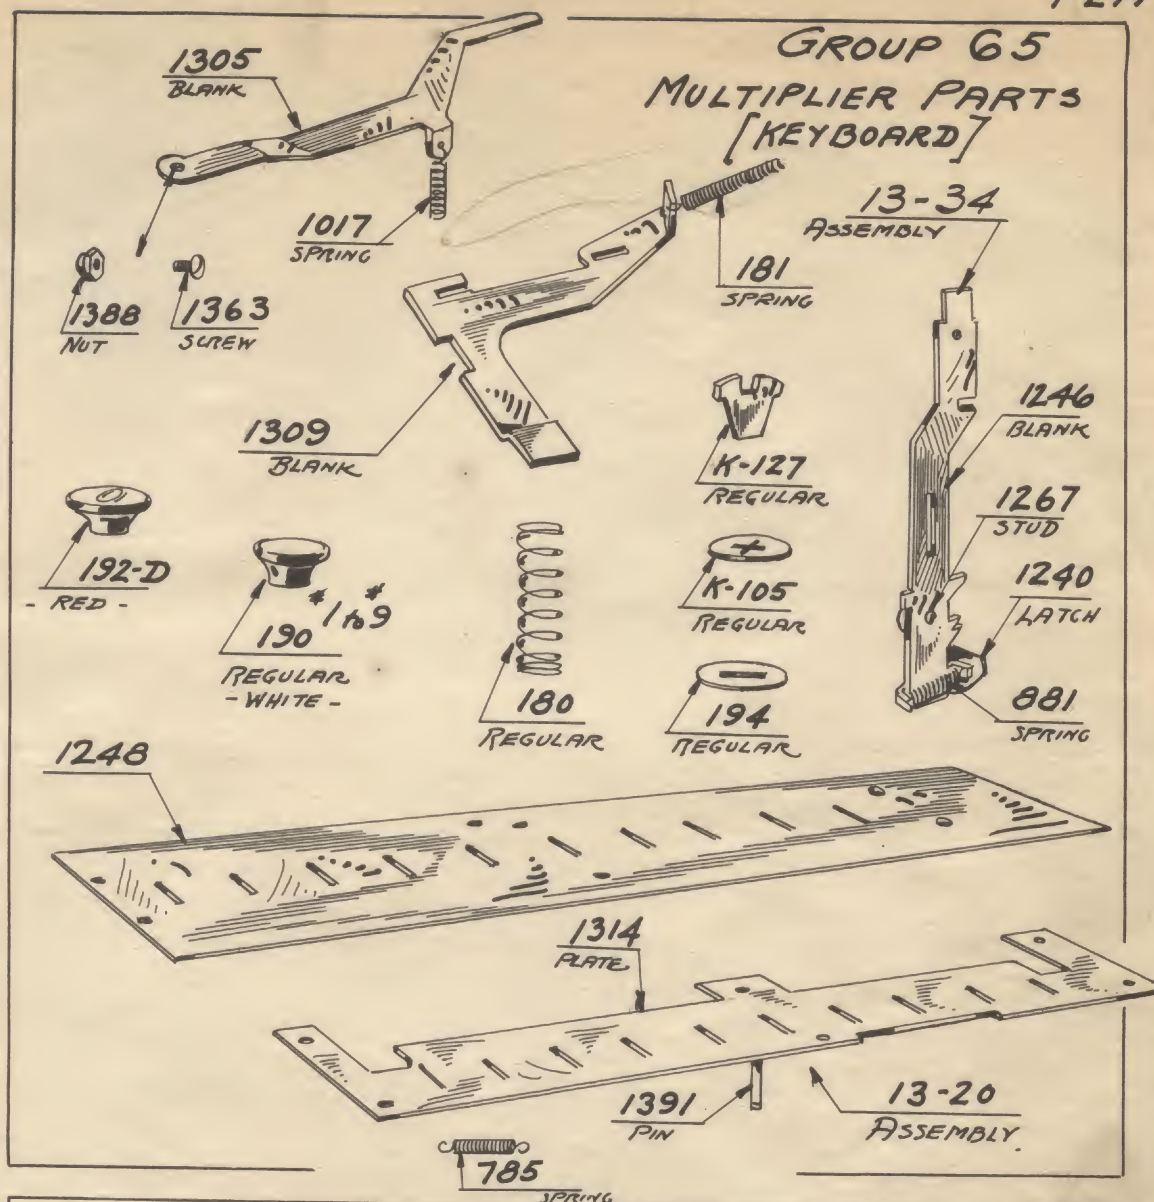 GROUP 65
MULTIPLIER PARTS
[KEYBOARD]
1305
BLANK
1017
SPRING
13-34
ASSEMBLY
181
SPRING
1388
NUT
1363
SCREW
1309
BLANK
K-127
REGULAR
1246
BLANK
1267
STUD
1240
LATCH
881
SPRING
192-D
- RED -
190
#1 to #9
REGULAR
- WHITE -
180
REGULAR
K-105
REGULAR
194
REGULAR
1248
1314
PLATE
1391
PIN
13-20
ASSEMBLY
785
SPRING